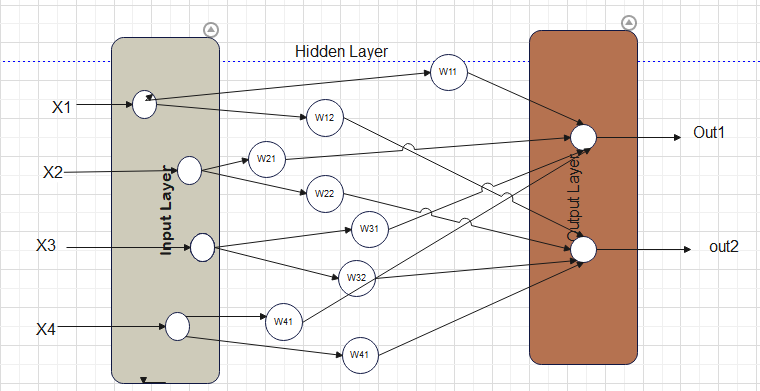 Hidden Layer
W11
X1
W12
Out1
W21
X2
Input Layer
W22
Output Layer
W31
X3
out2
W32
W41
X4
W41